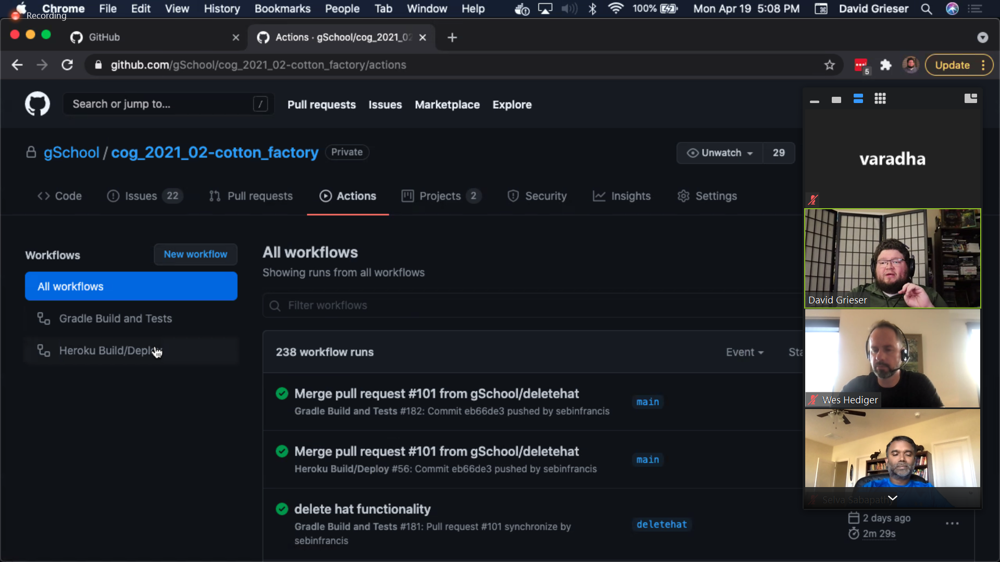 Chrome File Edit View History Bookmarks People Tab Window Help 100% Mon Apr 19 5:08 PM David Grieser
Recording
GitHub
Actions · gSchool/cog_2021_02
github.com/gSchool/cog_2021_02-cotton_factory/actions
5
Update
Search or jump to... /
Pull requests Issues Marketplace Explore
gSchool / cog_2021_02-cotton_factory Private
Unwatch 29
Code Issues 22 Pull requests Actions Projects 2 Security Insights Settings
Workflows
New workflow
All workflows
Gradle Build and Tests
Heroku Build/Deploy
All workflows
Showing runs from all workflows
Filter workflows
238 workflow runs
Event
Sta
Merge pull request #101 from gSchool/deletehat
Gradle Build and Tests #182: Commit eb66de3 pushed by sebinfrancis
main
Merge pull request #101 from gSchool/deletehat
Heroku Build/Deploy #56: Commit eb66de3 pushed by sebinfrancis
main
delete hat functionality
Gradle Build and Tests #181: Pull request #101 synchronize by
sebinfrancis
deletehat
2 days ago
2m 29s
varadha
David Grieser
Wes Hediger
Selva Sabapathy